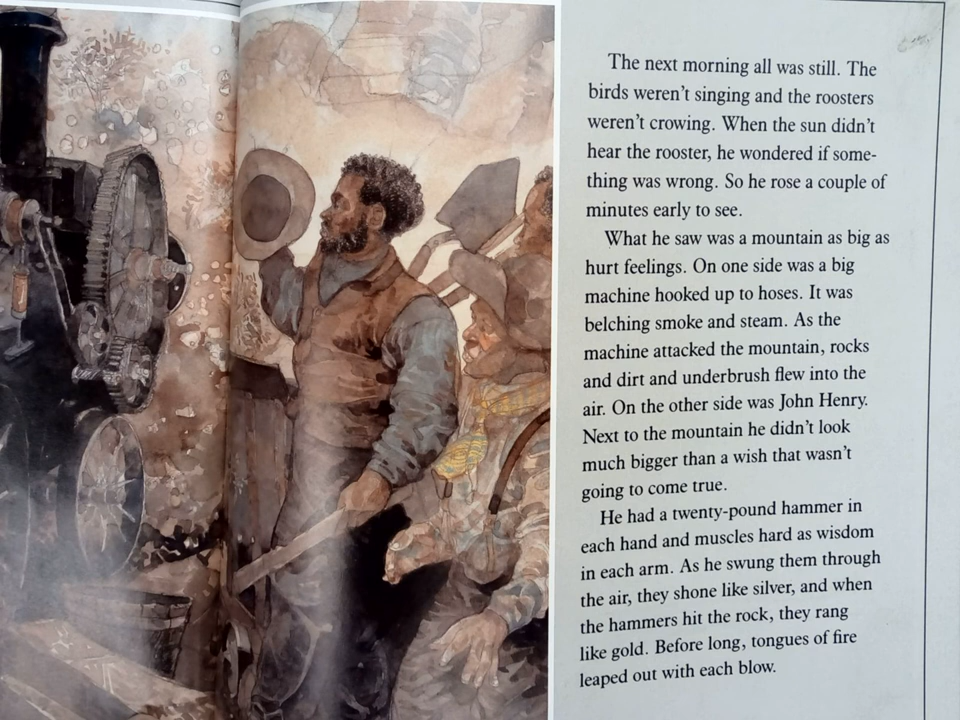 The next morning all was still. The
birds weren't singing and the roosters
weren't crowing. When the sun didn't
hear the rooster, he wondered if some-
thing was wrong. So he rose a couple of
minutes early to see.
What he saw was a mountain as big as
hurt feelings. On one side was a big
machine hooked up to hoses. It was
belching smoke and steam. As the
machine attacked the mountain, rocks
and dirt and underbrush flew into the
air. On the other side was John Henry.
Next to the mountain he didn't look
much bigger than a wish that wasn't
going to come true.
He had a twenty-pound hammer in
each hand and muscles hard as wisdom
in each arm. As he swung them through
the air, they shone like silver, and when
the hammers hit the rock, they rang
like gold. Before long, tongues of fire
leaped out with each blow.